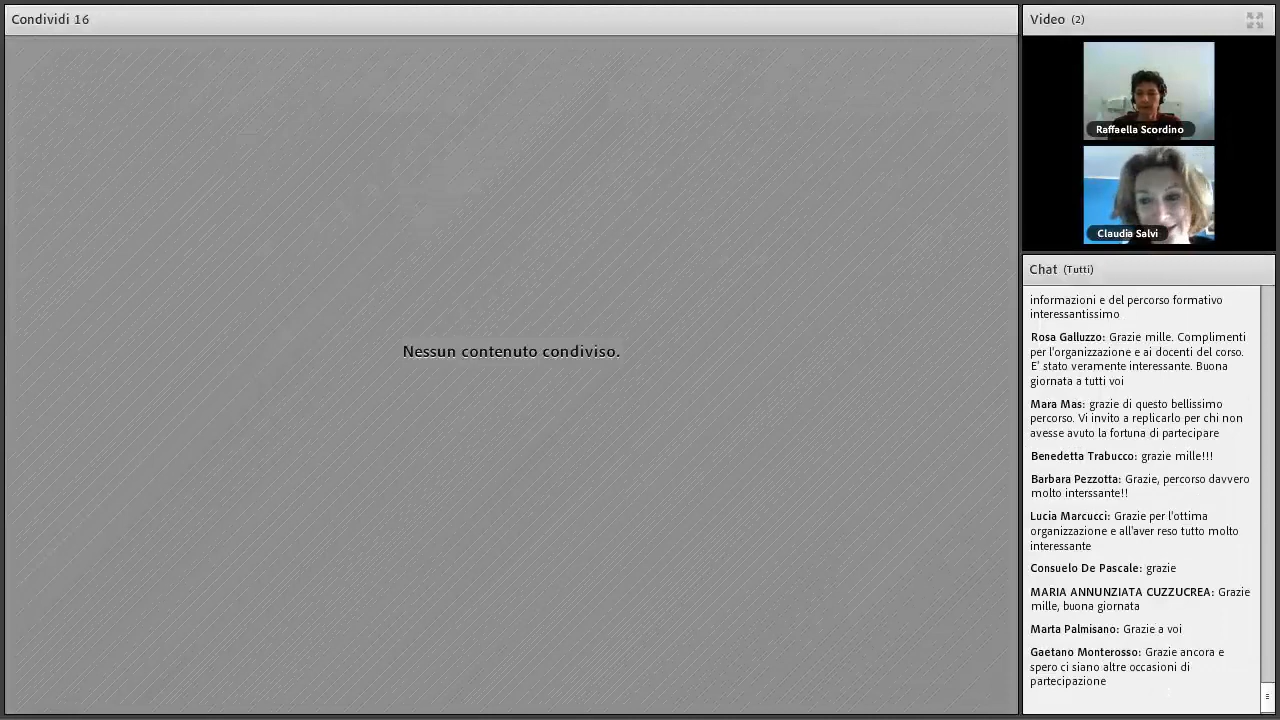 Condividi 16
Nessun contenuto condiviso.
Video (2)
Raffaella Scordino
Claudia Salvi
Chat (Tutti)
informazioni e del percorso formativo
interessantissimo
Rosa Galluzzo: Grazie mille. Complimenti
per l'organizzazione e ai docenti del corso.
E' stato veramente interessante. Buona
giornata a tutti voi
Mara Mas: grazie di questo bellissimo
percorso. Vi invito a replicarlo per chi non
avesse avuto la fortuna di partecipare
Benedetta Trabucco: grazie mille!!!
Barbara Pezzotta: Grazie, percorso davvero
molto interssante!!
Lucia Marcucci: Grazie per l'ottima
organizzazione e all'aver reso tutto molto
interessante
Consuelo De Pascale: grazie
MARIA ANNUNZIATA CUZZUCREA: Grazie
mille, buona giornata
Marta Palmisano: Grazie a voi
Gaetano Monterosso: Grazie ancora e
spero ci siano altre occasioni di
partecipazione